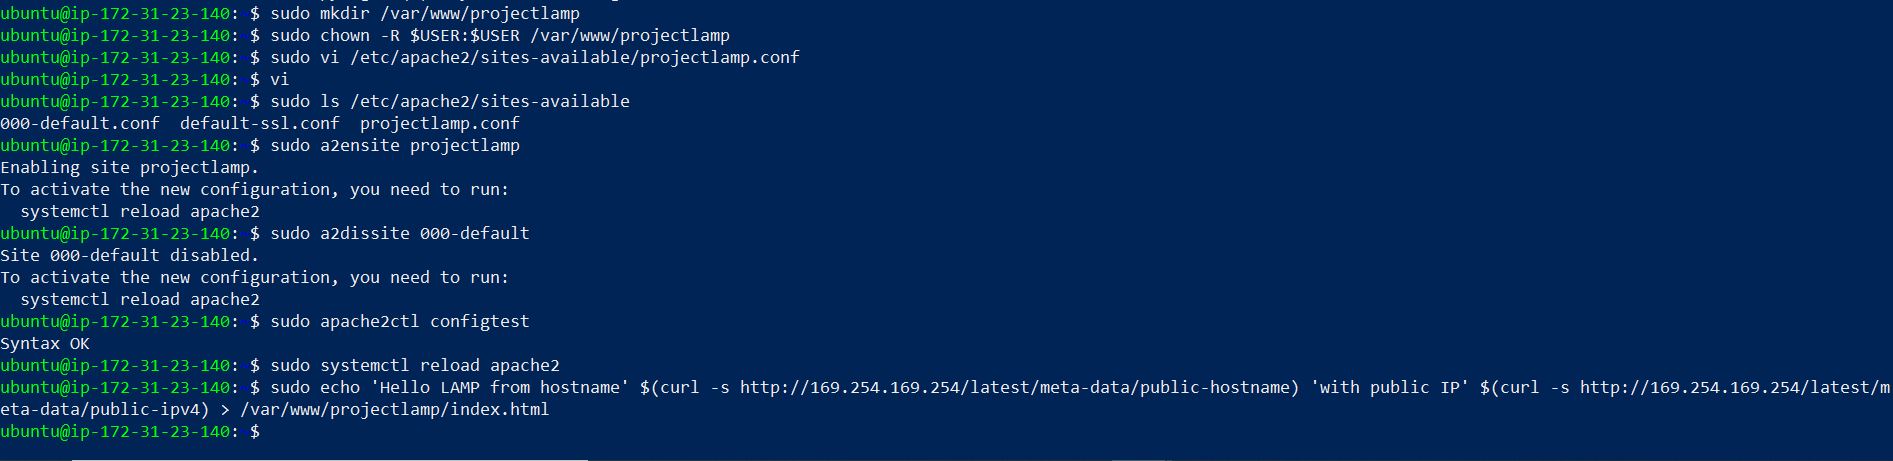 ubuntu@ip-172-31-23-140:~$ sudo mkdir /var/www/projectlamp
ubuntu@ip-172-31-23-140:~$ sudo chown -R $USER:$USER /var/www/projectlamp
ubuntu@ip-172-31-23-140:~$ sudo vi /etc/apache2/sites-available/projectlamp.conf
ubuntu@ip-172-31-23-140:~$ vi
ubuntu@ip-172-31-23-140:~$ sudo ls /etc/apache2/sites-available
000-default.conf  default-ssl.conf  projectlamp.conf
ubuntu@ip-172-31-23-140:~$ sudo a2ensite projectlamp
Enabling site projectlamp.
To activate the new configuration, you need to run:
  systemctl reload apache2
ubuntu@ip-172-31-23-140:~$ sudo a2dissite 000-default
Site 000-default disabled.
To activate the new configuration, you need to run:
  systemctl reload apache2
ubuntu@ip-172-31-23-140:~$ sudo apache2ctl configtest
Syntax OK
ubuntu@ip-172-31-23-140:~$ sudo systemctl reload apache2
ubuntu@ip-172-31-23-140:~$ sudo echo 'Hello LAMP from hostname' $(curl -s http://169.254.169.254/latest/meta-data/public-hostname) 'with public IP' $(curl -s http://169.254.169.254/latest/m
eta-data/public-ipv4) > /var/www/projectlamp/index.html
ubuntu@ip-172-31-23-140:~$